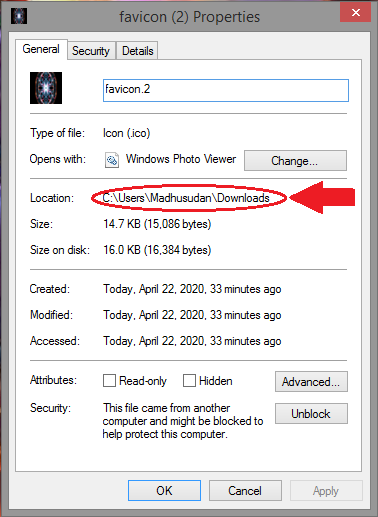 favicon (2) Properties
General Security Details
favicon.2
Type of file: Icon (.ico)
Opens with: Windows Photo Viewer Change...
Location: C:\Users\Madhusudan\Downloads
Size: 14.7 KB (15,086 bytes)
Size on disk: 16.0 KB (16,384 bytes)
Created: Today, April 22, 2020, 33 minutes ago
Modified: Today, April 22, 2020, 33 minutes ago
Accessed: Today, April 22, 2020, 33 minutes ago
Attributes: Read-only Hidden Advanced...
Security: This file came from another
computer and might be blocked to
help protect this computer.
Unblock
OK Cancel Apply